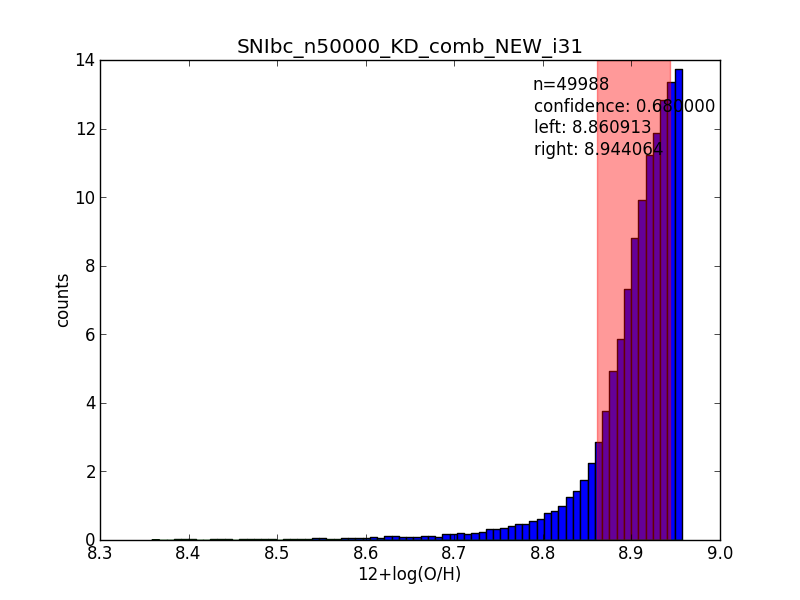 SNIbc_n50000_KD_comb_NEW_i31
14
12
10
8
6
4
2
0
counts
n=49988
confidence: 0.680000
left: 8.860913
right: 8.944064
8.3 8.4 8.5 8.6 8.7 8.8 8.9 9.0
12+log(O/H)